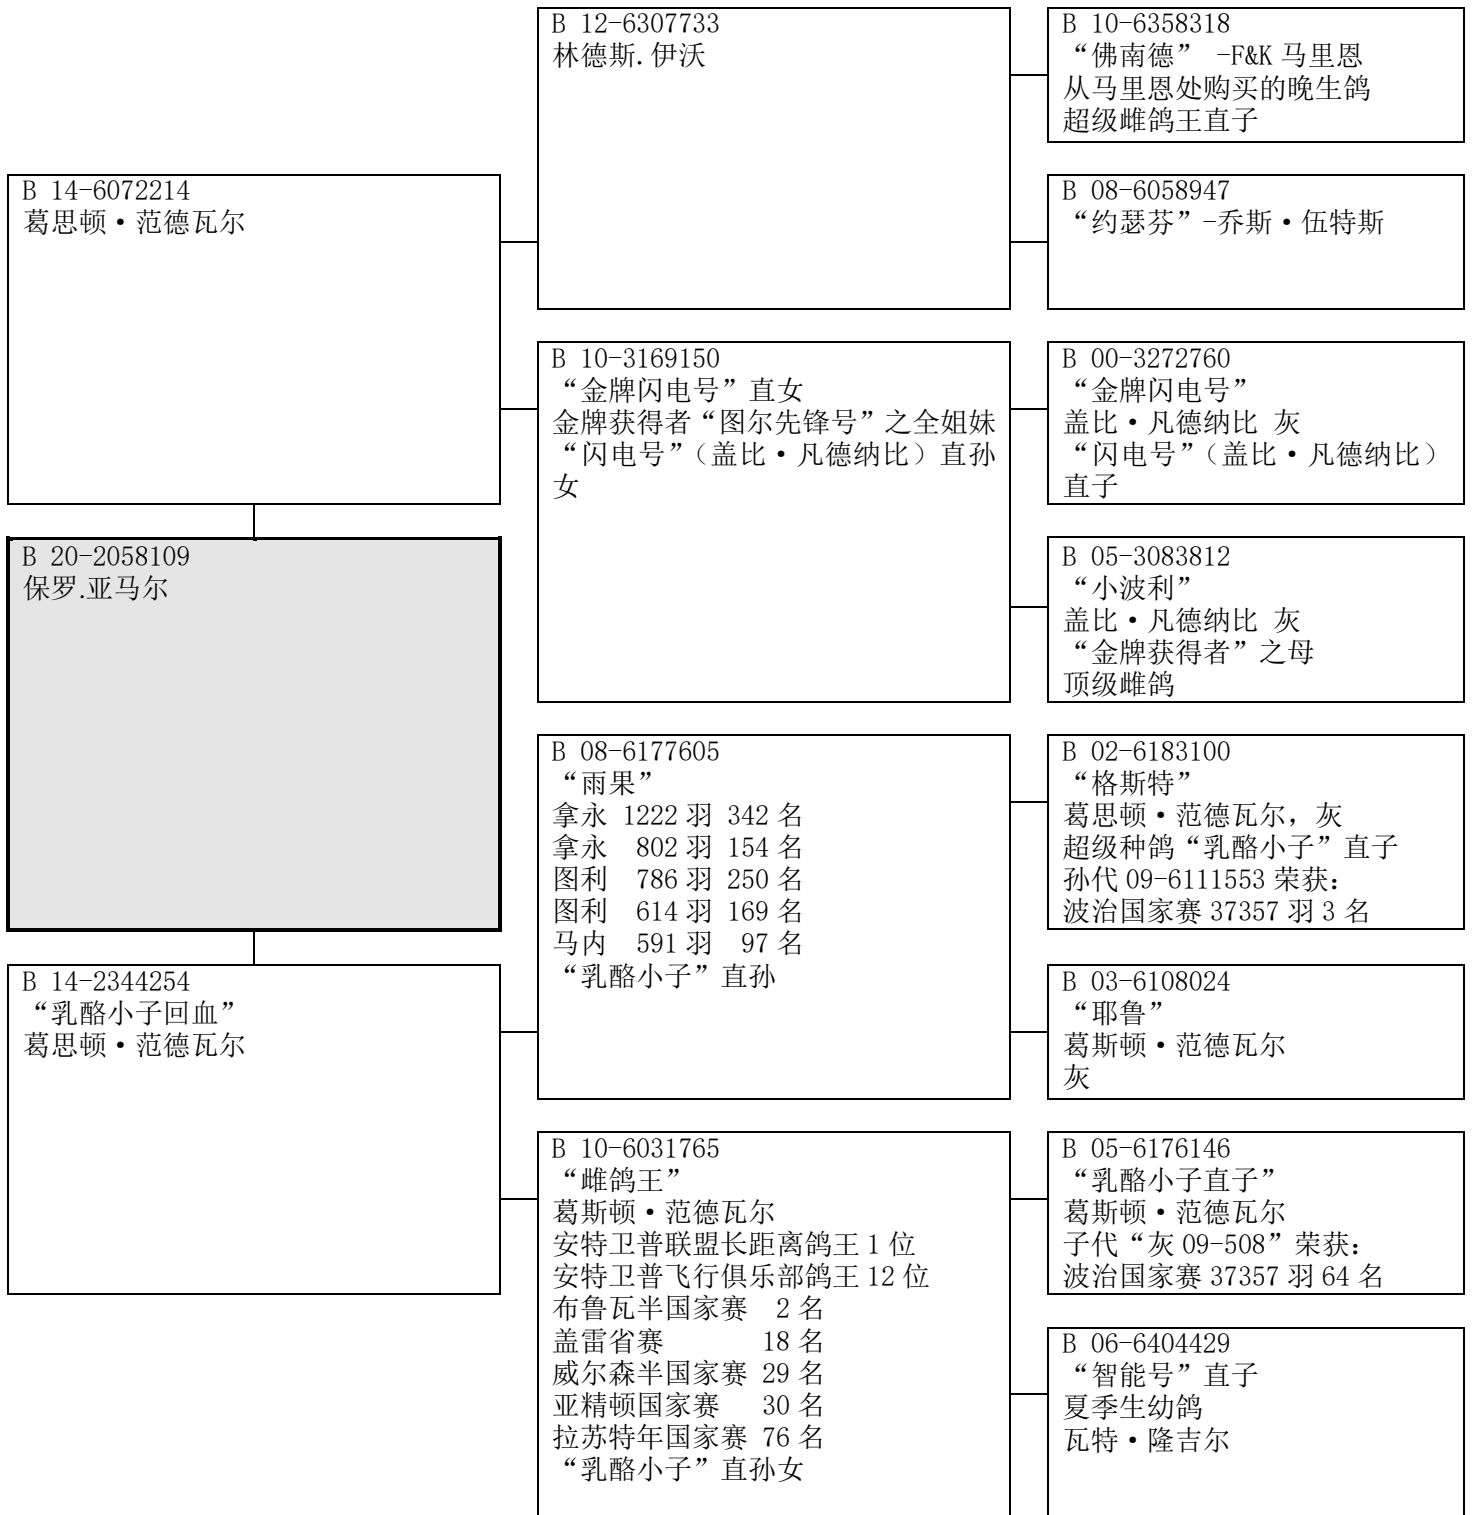 B 14-6072214
葛思顿•范德瓦尔
B 20-2058109
保罗.亚马尔
B 14-2344254
“乳酪小子回血”
葛思顿•范德瓦尔
B 12-6307733
林德斯.伊沃
B 10-3169150
“金牌闪电号”直女
金牌获得者“图尔先锋号”之全姐妹
“闪电号”（盖比•凡德纳比）直孙
女
B 08-6177605
“雨果”
拿永 1222 羽 342 名
拿永 802 羽 154 名
图利 786 羽 250 名
图利 614 羽 169 名
马内 591 羽 97 名
“乳酪小子”直孙
B 10-6031765
“雌鸽王”
葛斯顿•范德瓦尔
安特卫普联盟长距离鸽王 1 位
安特卫普飞行俱乐部鸽王 12 位
布鲁瓦半国家赛 2 名
盖雷省赛 18 名
威尔森半国家赛 29 名
亚精顿国家赛 30 名
拉苏特年国家赛 76 名
“乳酪小子”直孙女
B 10-6358318
“佛南德” -F&K 马里恩
从马里恩处购买的晚生鸽
超级雌鸽王直子
B 08-6058947
“约瑟芬”-乔斯•伍特斯
B 00-3272760
“金牌闪电号”
盖比•凡德纳比 灰
“闪电号”（盖比•凡德纳比）
直子
B 05-3083812
“小波利”
盖比•凡德纳比 灰
“金牌获得者”之母
顶级雌鸽
B 02-6183100
“格斯特”
葛思顿•范德瓦尔，灰
超级种鸽“乳酪小子”直子
孙代 09-6111553 荣获：
波治国家赛 37357 羽 3 名
B 03-6108024
“耶鲁”
葛斯顿•范德瓦尔
灰
B 05-6176146
“乳酪小子直子”
葛斯顿•范德瓦尔
子代“灰 09-508”荣获：
波治国家赛 37357 羽 64 名
B 06-6404429
“智能号”直子
夏季生幼鸽
瓦特•隆吉尔